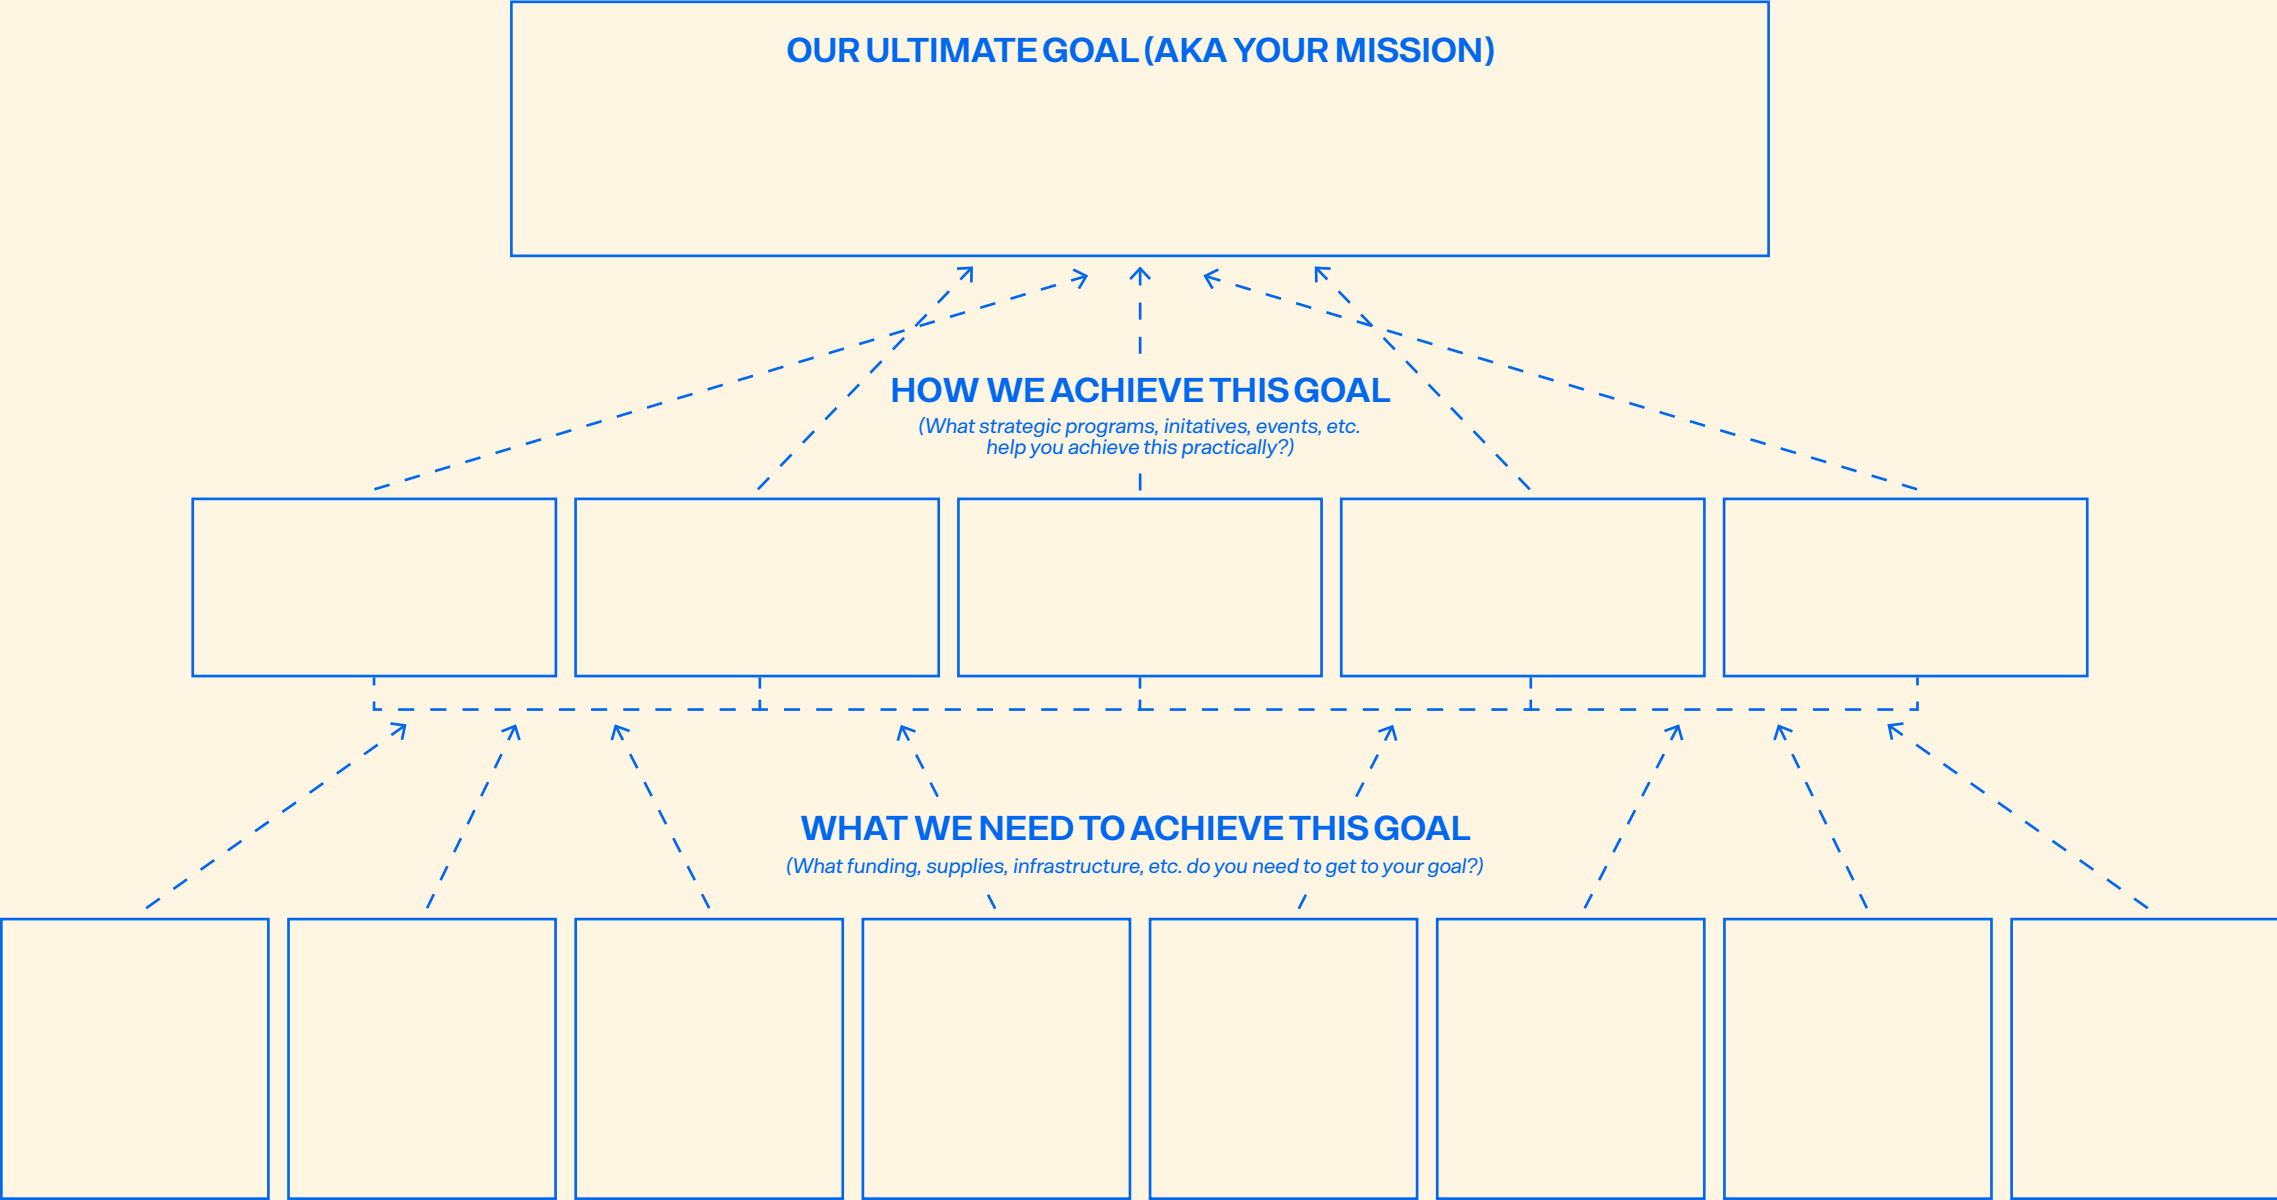 OUR ULTIMATE GOAL (AKA YOUR MISSION)
HOW WE ACHIEVE THIS GOAL
(What strategic programs, initatives, events, etc.
help you achieve this practically?)
WHAT WE NEED TO ACHIEVE THIS GOAL
(What funding, supplies, infrastructure, etc. do you need to get to your goal?)